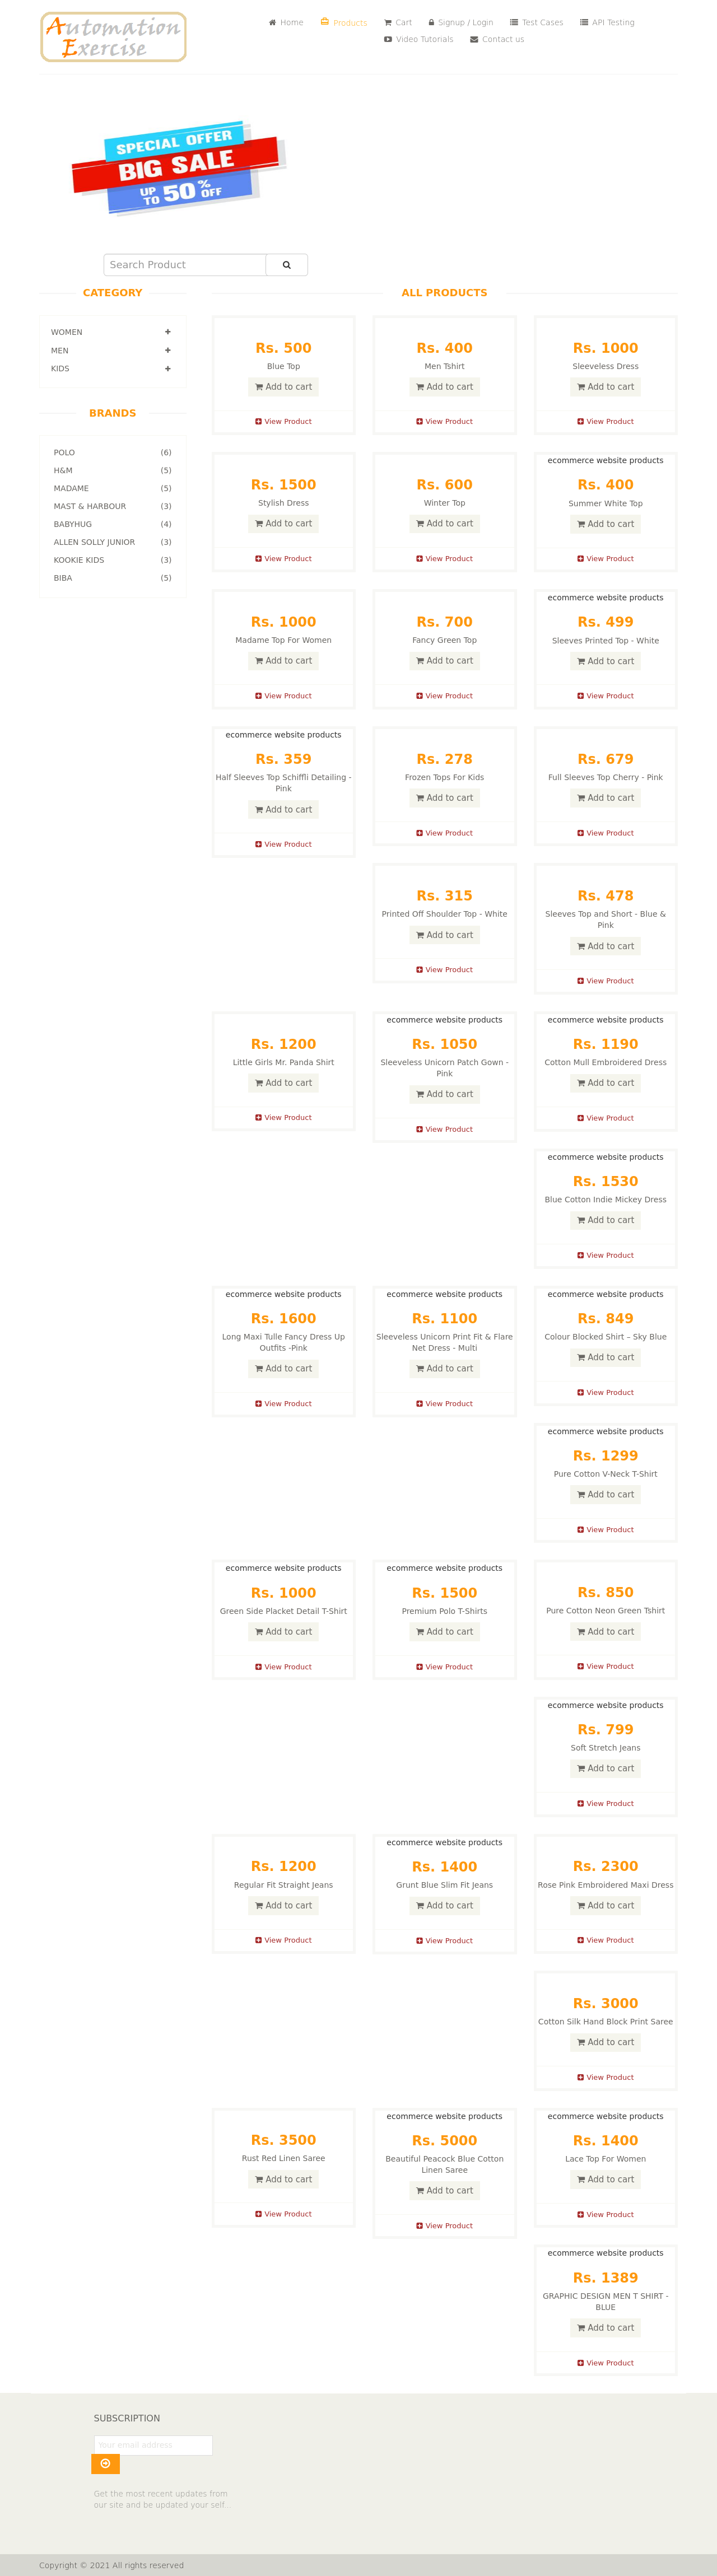 Automation
Exercise
Home
Products
Cart
Signup / Login
Test Cases
API Testing
Video Tutorials
Contact us
SPECIAL OFFER
BIG SALE
UP TO 50% OFF
Search Product
CATEGORY
WOMEN
MEN
KIDS
BRANDS
POLO (6)
H&M (5)
MADAME (5)
MAST & HARBOUR (3)
BABYHUG (4)
ALLEN SOLLY JUNIOR (3)
KOOKIE KIDS (3)
BIBA (5)
ALL PRODUCTS
Rs. 500
Blue Top
Add to cart
View Product
Rs. 400
Men Tshirt
Add to cart
View Product
Rs. 1000
Sleeveless Dress
Add to cart
View Product
Rs. 1500
Stylish Dress
Add to cart
View Product
Rs. 600
Winter Top
Add to cart
View Product
ecommerce website products
Rs. 400
Summer White Top
Add to cart
View Product
Rs. 1000
Madame Top For Women
Add to cart
View Product
Rs. 700
Fancy Green Top
Add to cart
View Product
ecommerce website products
Rs. 499
Sleeves Printed Top - White
Add to cart
View Product
ecommerce website products
Rs. 359
Half Sleeves Top Schiffli Detailing -
Pink
Add to cart
View Product
Rs. 278
Frozen Tops For Kids
Add to cart
View Product
Rs. 679
Full Sleeves Top Cherry - Pink
Add to cart
View Product
Rs. 315
Printed Off Shoulder Top - White
Add to cart
View Product
Rs. 478
Sleeves Top and Short - Blue &
Pink
Add to cart
View Product
Rs. 1200
Little Girls Mr. Panda Shirt
Add to cart
View Product
ecommerce website products
Rs. 1050
Sleeveless Unicorn Patch Gown -
Pink
Add to cart
View Product
ecommerce website products
Rs. 1190
Cotton Mull Embroidered Dress
Add to cart
View Product
ecommerce website products
Rs. 1530
Blue Cotton Indie Mickey Dress
Add to cart
View Product
ecommerce website products
Rs. 1600
Long Maxi Tulle Fancy Dress Up
Outfits -Pink
Add to cart
View Product
ecommerce website products
Rs. 1100
Sleeveless Unicorn Print Fit & Flare
Net Dress - Multi
Add to cart
View Product
ecommerce website products
Rs. 849
Colour Blocked Shirt – Sky Blue
Add to cart
View Product
ecommerce website products
Rs. 1299
Pure Cotton V-Neck T-Shirt
Add to cart
View Product
ecommerce website products
Rs. 1000
Green Side Placket Detail T-Shirt
Add to cart
View Product
ecommerce website products
Rs. 1500
Premium Polo T-Shirts
Add to cart
View Product
Rs. 850
Pure Cotton Neon Green Tshirt
Add to cart
View Product
ecommerce website products
Rs. 799
Soft Stretch Jeans
Add to cart
View Product
Rs. 1200
Regular Fit Straight Jeans
Add to cart
View Product
ecommerce website products
Rs. 1400
Grunt Blue Slim Fit Jeans
Add to cart
View Product
Rs. 2300
Rose Pink Embroidered Maxi Dress
Add to cart
View Product
Rs. 3000
Cotton Silk Hand Block Print Saree
Add to cart
View Product
Rs. 3500
Rust Red Linen Saree
Add to cart
View Product
ecommerce website products
Rs. 5000
Beautiful Peacock Blue Cotton
Linen Saree
Add to cart
View Product
ecommerce website products
Rs. 1400
Lace Top For Women
Add to cart
View Product
ecommerce website products
Rs. 1389
GRAPHIC DESIGN MEN T SHIRT -
BLUE
Add to cart
View Product
SUBSCRIPTION
Your email address
Get the most recent updates from
our site and be updated your self...
Copyright © 2021 All rights reserved